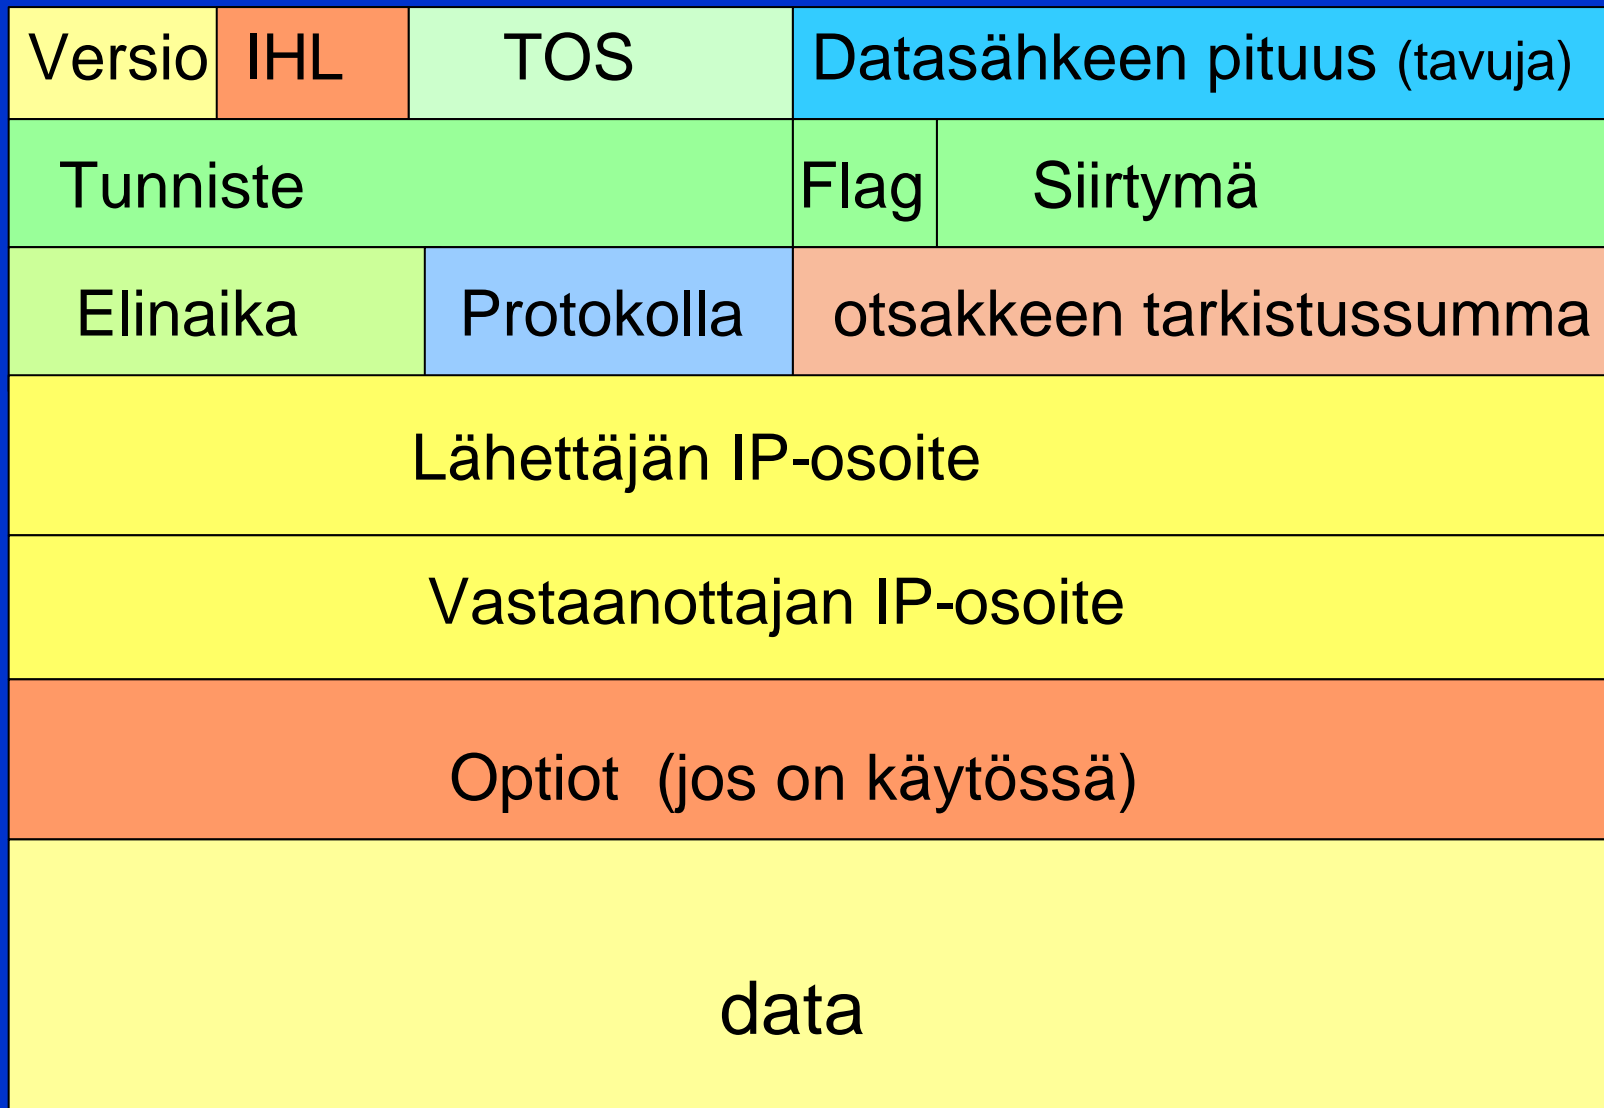 Versio IHL TOS Datasähkeen pituus (tavuja)
Tunniste Flag Siirtymä
Elinaika Protokolla otsakkeen tarkistussumma
Lähettäjän IP-osoite
Vastaanottajan IP-osoite
Optiot (jos on käytössä)
data